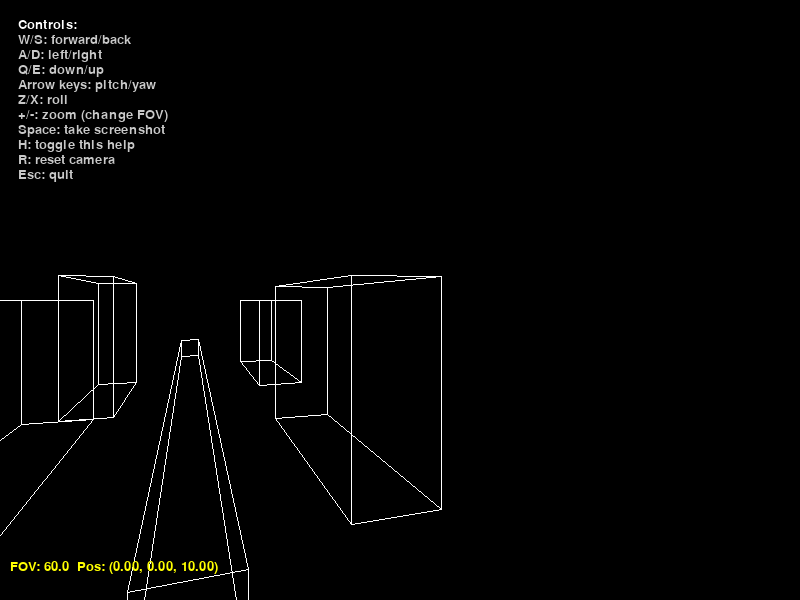 Controls:
W/S: forward/back
A/D: left/right
Q/E: down/up
Arrow keys: pitch/yaw
Z/X: roll
+/-: zoom (change FOV)
Space: take screenshot
H: toggle this help
R: reset camera
Esc: quit
FOV: 60.0  Pos: (0.00, 0.00, 10.00)